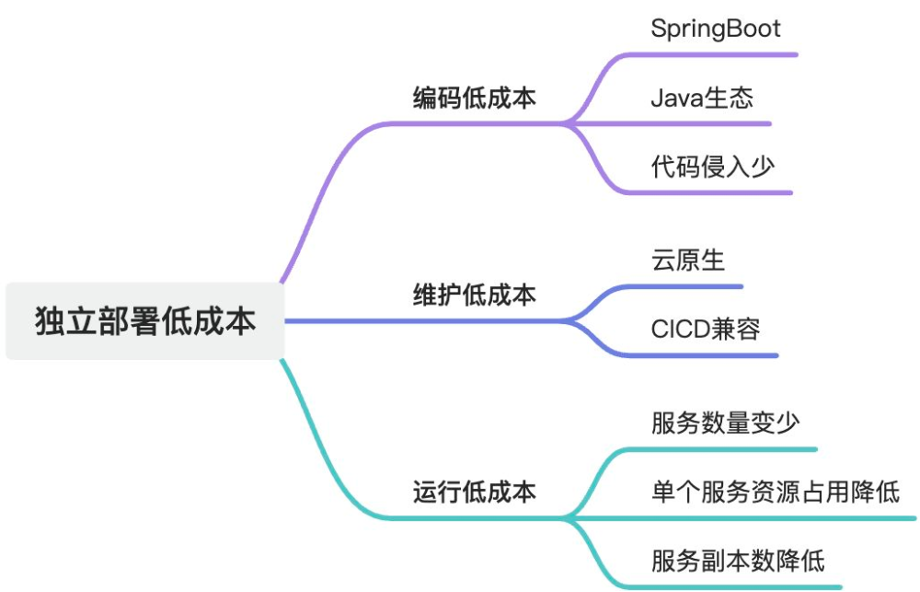 独立部署低成本
编码低成本
SpringBoot
Java生态
代码侵入少
维护低成本
云原生
CICD兼容
运行低成本
服务数量变少
单个服务资源占用降低
服务副本数降低